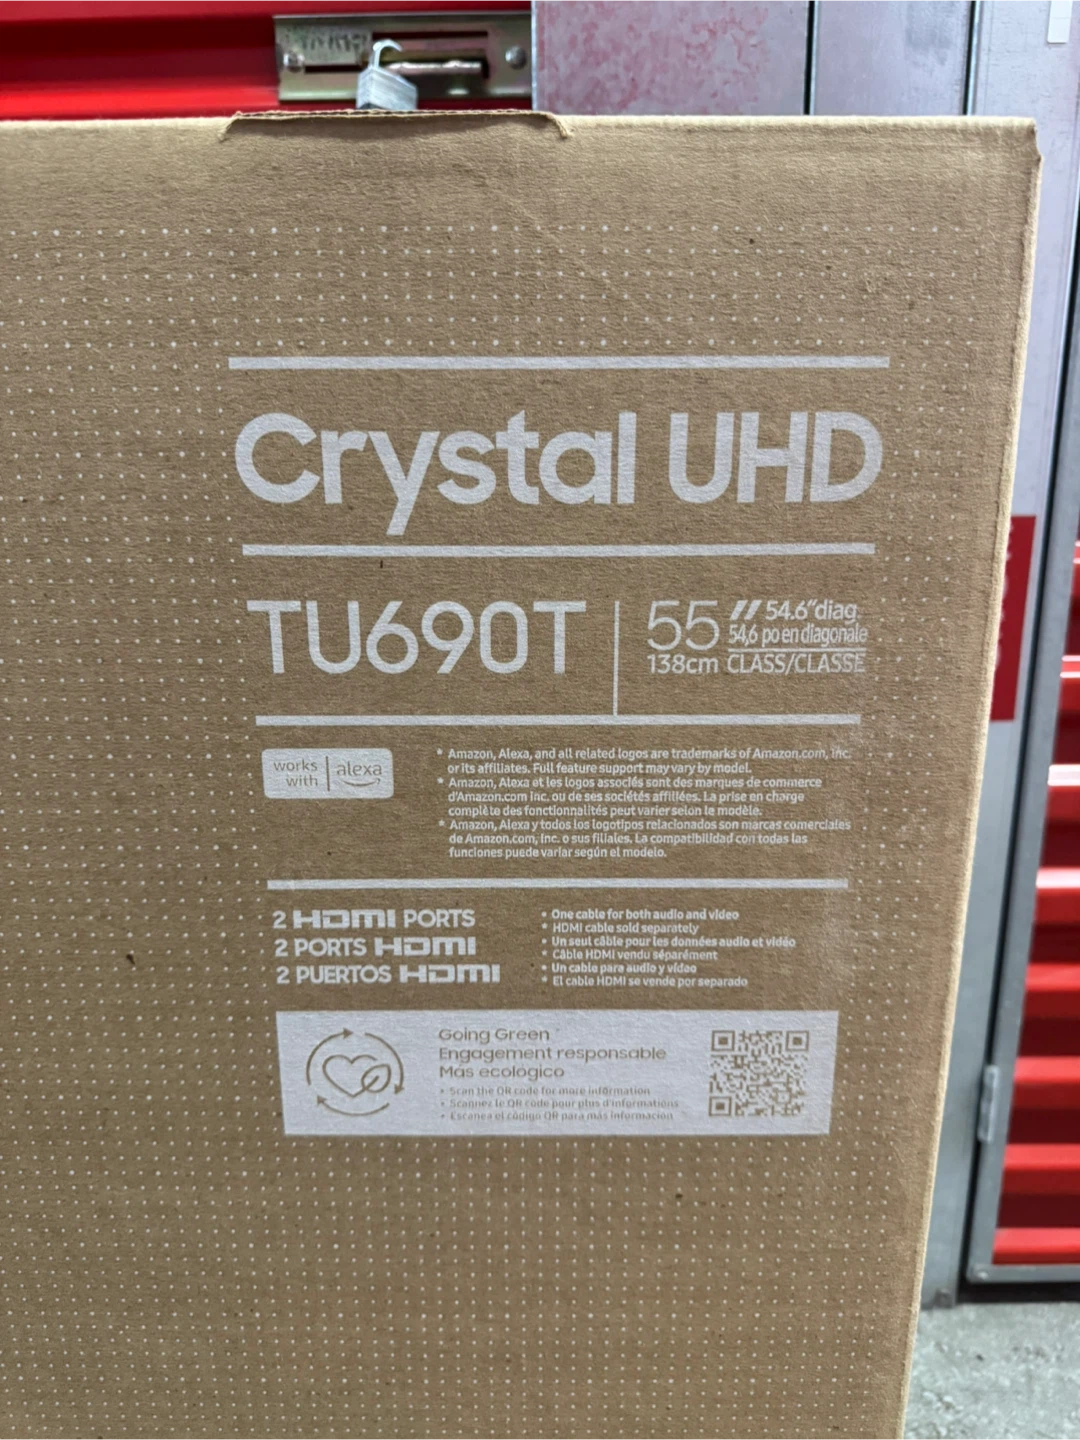 Crystal UHD
TU690T
55 // 54.6"diag
54,6 po en diagonale
138cm CLASS/CLASSE
works with | alexa
* Amazon, Alexa, and all related logos are trademarks of Amazon.com, Inc.
or its affiliates. Full feature support may vary by model.
* Amazon, Alexa et les logos associés sont des marques de commerce
d'Amazon.com inc. ou de ses sociétés affiliées. La prise en charge
complète des fonctionnalités peut varier selon le modèle.
* Amazon, Alexa y todos los logotipos relacionados son marcas comerciales
de Amazon.com, Inc. o sus filiales. La compatibilidad con todas las
funciones puede variar según el modelo.
2 HDMI PORTS
2 PORTS HDMI
2 PUERTOS HDMI
• One cable for both audio and video
* HDMI cable sold separately
• Un seul câble pour les données audio et vidéo
* Câble HDMI vendu séparément
• Un cable para audio y video
* El cable HDMI se vende por separado
Going Green
Engagement responsable
Más ecológico
• Scan the QR code for more information
• Scannez le QR code pour plus d'informations
• Escanea el código QR para más información